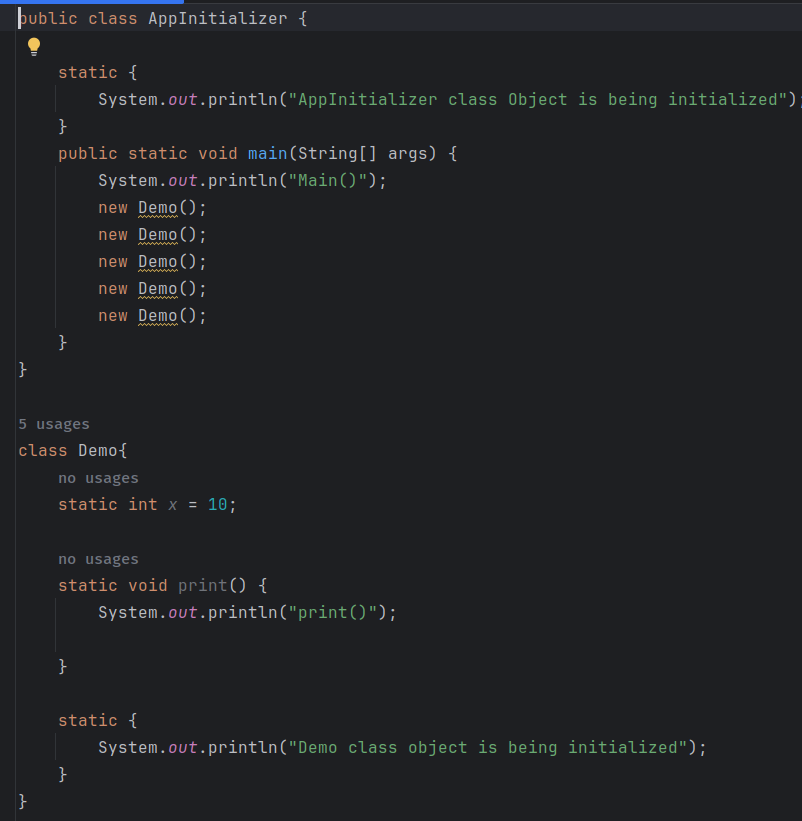 public class AppInitializer {
static {
System.out.println("AppInitializer class Object is being initialized");
}
public static void main(String[] args) {
System.out.println("Main()");
new Demo();
new Demo();
new Demo();
new Demo();
new Demo();
}
}
5 usages
class Demo{
no usages
static int x = 10;
no usages
static void print() {
System.out.println("print()");
}
static {
System.out.println("Demo class object is being initialized");
}
}